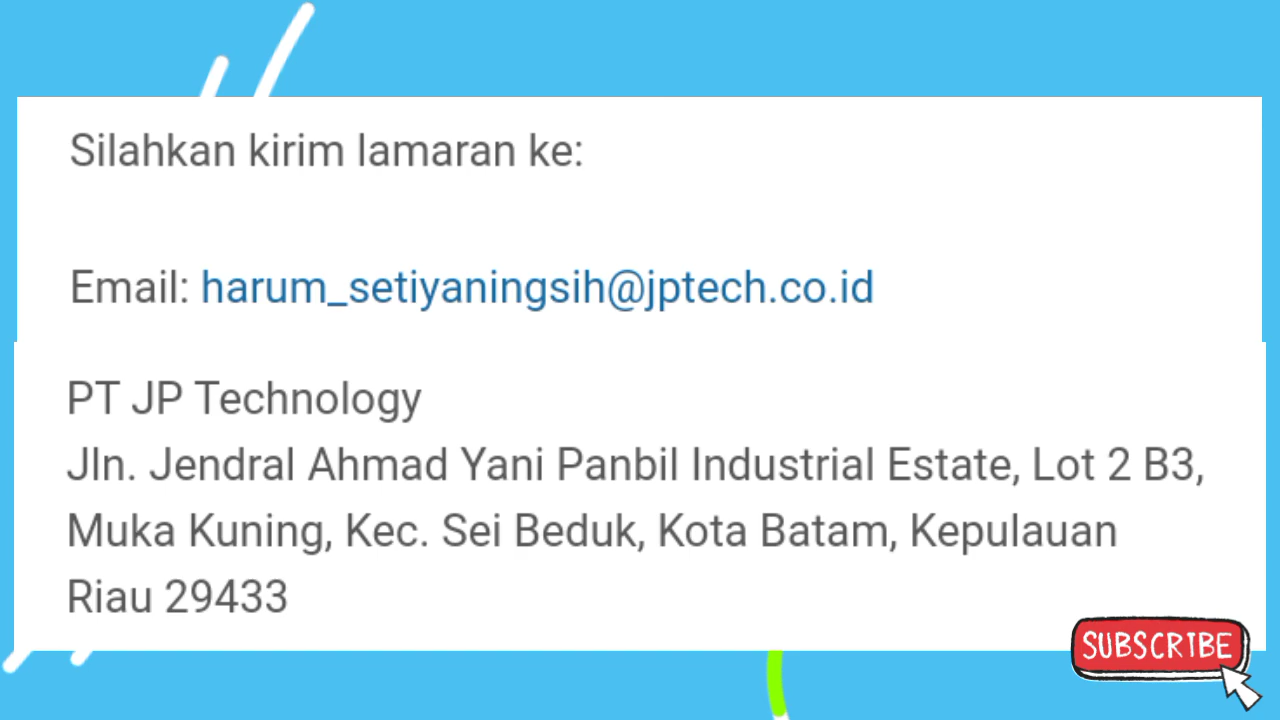 Silahkan kirim lamaran ke:
Email: harum_setiyaningsih@jptech.co.id
PT JP Technology
Jln. Jendral Ahmad Yani Panbil Industrial Estate, Lot 2 B3,
Muka Kuning, Kec. Sei Beduk, Kota Batam, Kepulauan
Riau 29433
SUBSCRIBE